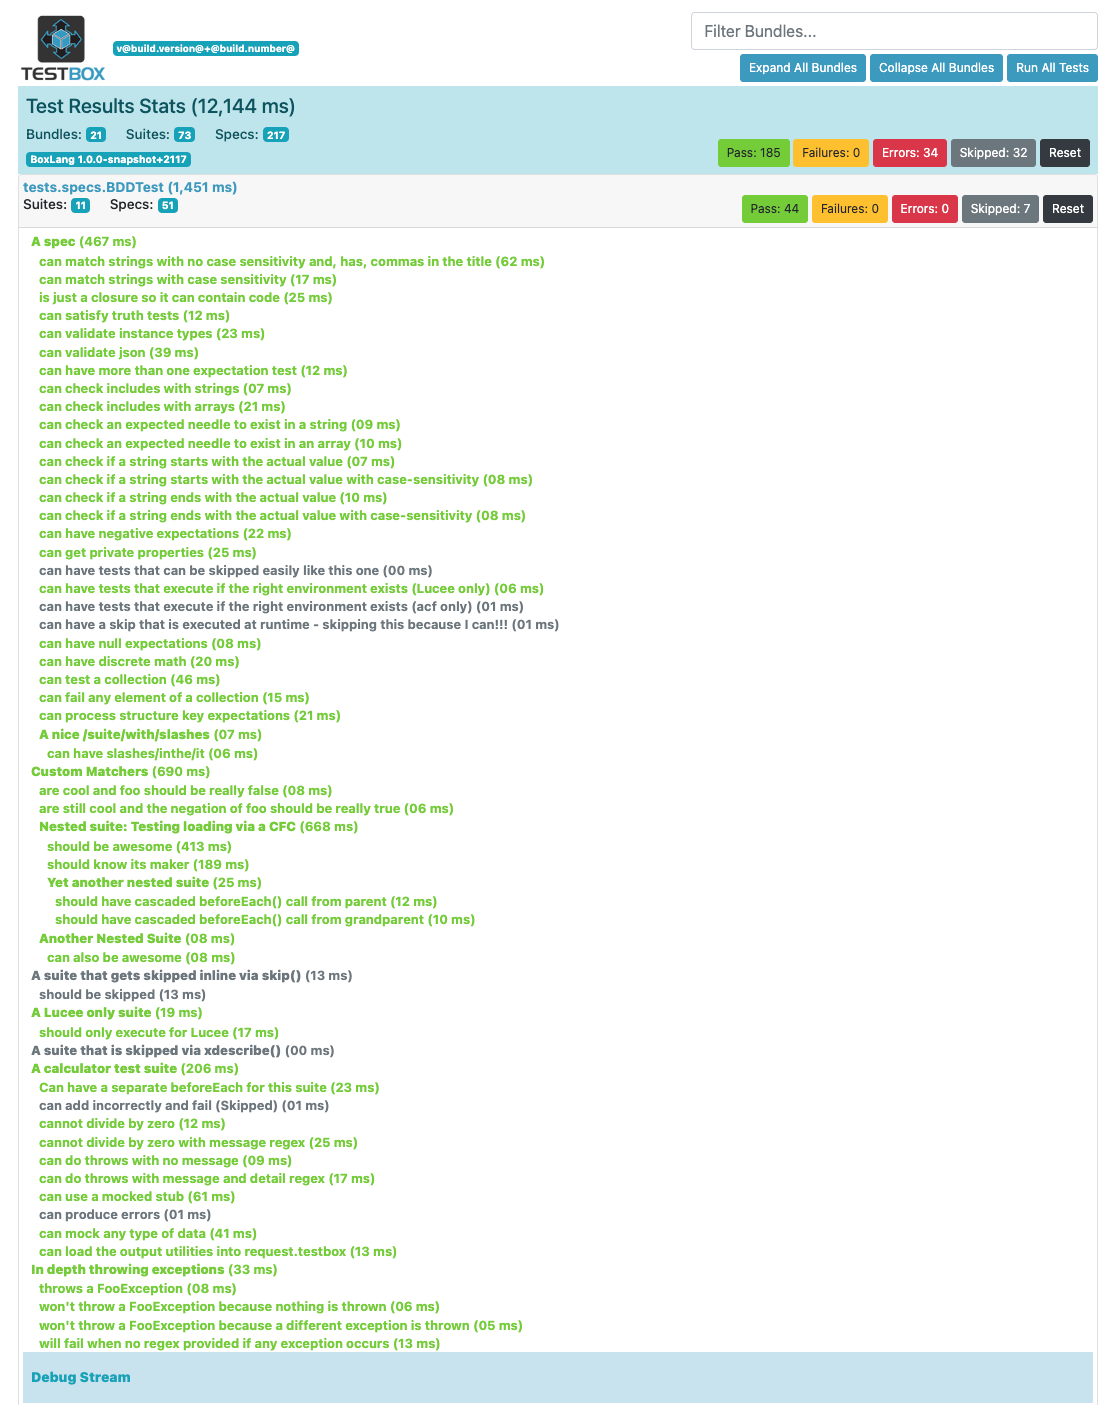 TESTBOX
v@build.version@+@build.number@
Filter Bundles...
Expand All Bundles Collapse All Bundles Run All Tests
Test Results Stats (12,144 ms)
Bundles: 21 Suites: 73 Specs: 217
BoxLang 1.0.0-snapshot+2117
Pass: 185 Failures: 0 Errors: 34 Skipped: 32 Reset
tests.specs.BDDTest (1,451 ms)
Suites: 11 Specs: 51
Pass: 44 Failures: 0 Errors: 0 Skipped: 7 Reset
A spec (467 ms)
can match strings with no case sensitivity and, has, commas in the title (62 ms)
can match strings with case sensitivity (17 ms)
is just a closure so it can contain code (25 ms)
can satisfy truth tests (12 ms)
can validate instance types (23 ms)
can validate json (39 ms)
can have more than one expectation test (12 ms)
can check includes with strings (07 ms)
can check includes with arrays (21 ms)
can check an expected needle to exist in a string (09 ms)
can check an expected needle to exist in an array (10 ms)
can check if a string starts with the actual value (07 ms)
can check if a string starts with the actual value with case-sensitivity (08 ms)
can check if a string ends with the actual value (10 ms)
can check if a string ends with the actual value with case-sensitivity (08 ms)
can have negative expectations (22 ms)
can get private properties (25 ms)
can have tests that can be skipped easily like this one (00 ms)
can have tests that execute if the right environment exists (Lucee only) (06 ms)
can have tests that execute if the right environment exists (acf only) (01 ms)
can have a skip that is executed at runtime - skipping this because I can!!! (01 ms)
can have null expectations (08 ms)
can have discrete math (20 ms)
can test a collection (46 ms)
can fail any element of a collection (15 ms)
can process structure key expectations (21 ms)
A nice /suite/with/slashes (07 ms)
can have slashes/inthe/it (06 ms)
Custom Matchers (690 ms)
are cool and foo should be really false (08 ms)
are still cool and the negation of foo should be really true (06 ms)
Nested suite: Testing loading via a CFC (668 ms)
should be awesome (413 ms)
should know its maker (189 ms)
Yet another nested suite (25 ms)
should have cascaded beforeEach() call from parent (12 ms)
should have cascaded beforeEach() call from grandparent (10 ms)
Another Nested Suite (08 ms)
can also be awesome (08 ms)
A suite that gets skipped inline via skip() (13 ms)
should be skipped (13 ms)
A Lucee only suite (19 ms)
should only execute for Lucee (17 ms)
A suite that is skipped via xdescribe() (00 ms)
A calculator test suite (206 ms)
Can have a separate beforeEach for this suite (23 ms)
can add incorrectly and fail (Skipped) (01 ms)
cannot divide by zero (12 ms)
cannot divide by zero with message regex (25 ms)
can do throws with no message (09 ms)
can do throws with message and detail regex (17 ms)
can use a mocked stub (61 ms)
can produce errors (01 ms)
can mock any type of data (41 ms)
can load the output utilities into request.testbox (13 ms)
In depth throwing exceptions (33 ms)
throws a FooException (08 ms)
won't throw a FooException because nothing is thrown (06 ms)
won't throw a FooException because a different exception is thrown (05 ms)
will fail when no regex provided if any exception occurs (13 ms)
Debug Stream